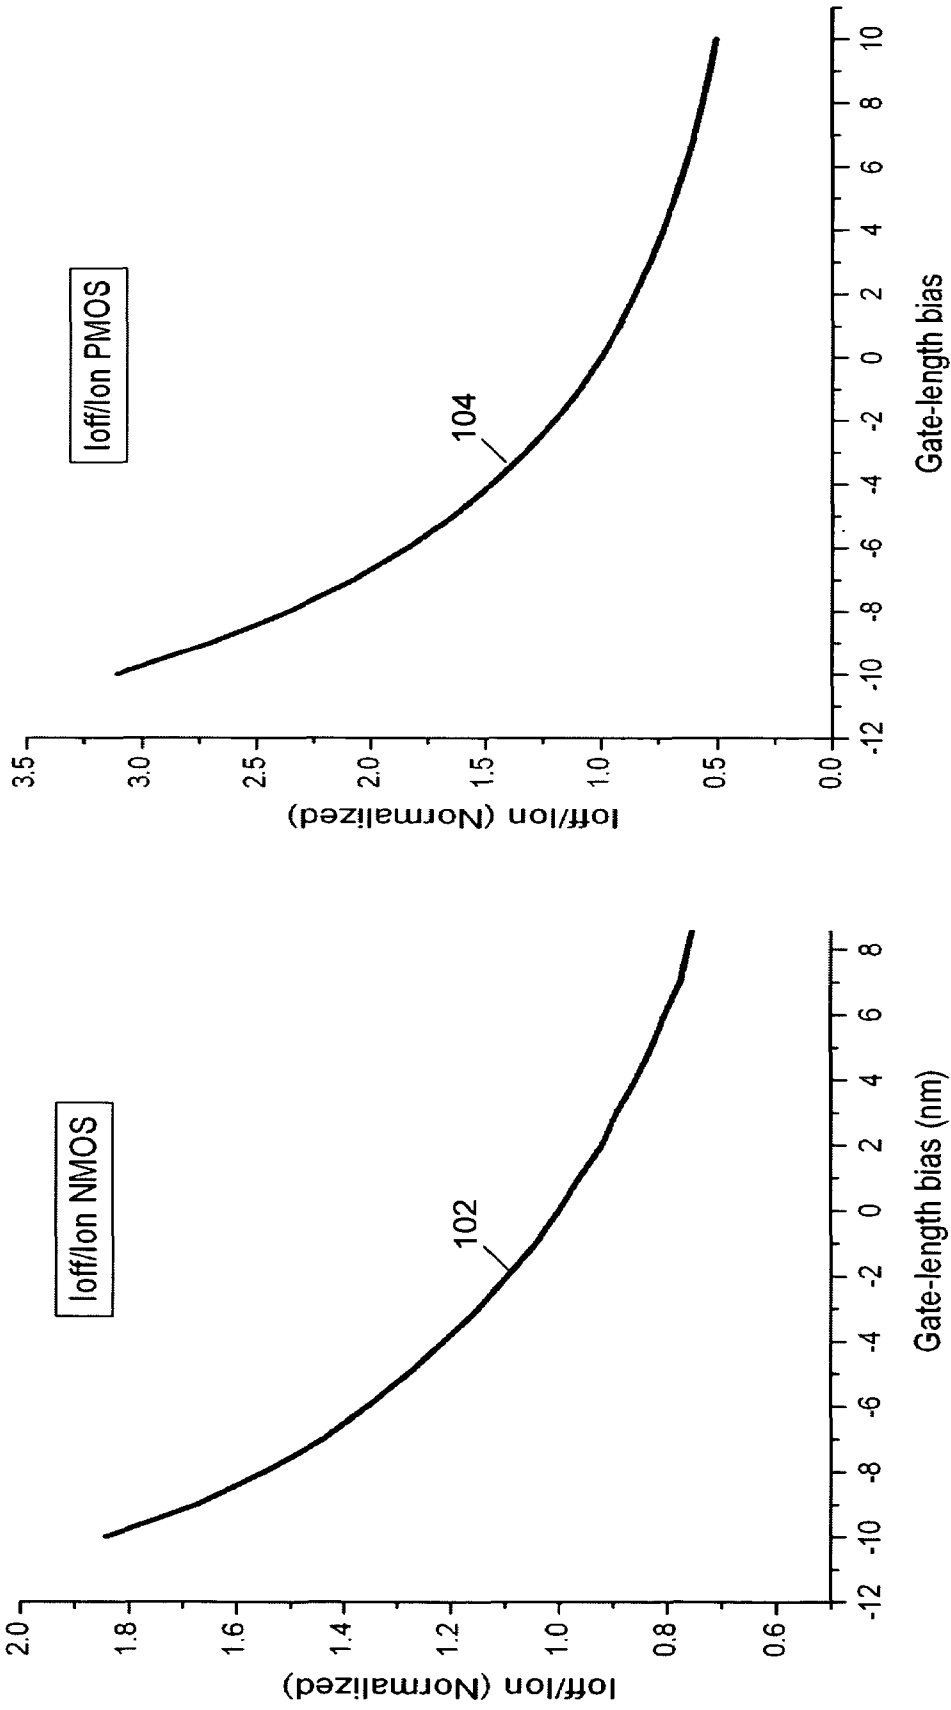 Ioff/Ion NMOS
Ioff/Ion (Normalized)
2.0
1.8
1.6
1.4
1.2
1.0
0.8
0.6
102
-12 -10 -8 -6 -4 -2 0 2 4 6 8
Gate-length bias (nm)
Ioff/Ion PMOS
Ioff/Ion (Normalized)
3.5
3.0
2.5
2.0
1.5
1.0
0.5
0.0
104
-12 -10 -8 -6 -4 -2 0 2 4 6 8 10
Gate-length bias